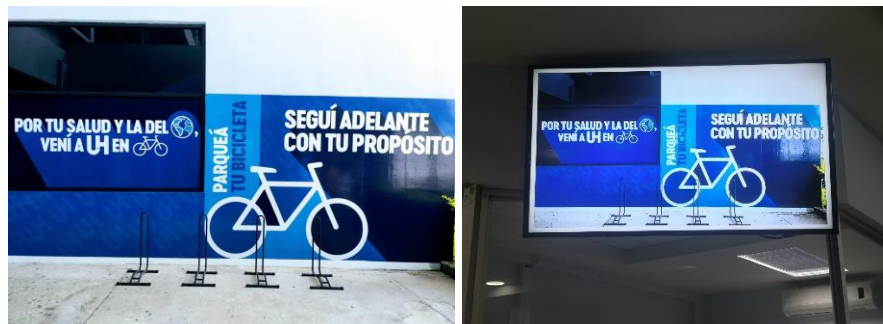 POR TU SALUD Y LA DEL ,
VENÍ A UH EN
PARQUEÁ
TU BICICLETA
SEGUÍ ADELANTE
CON TU PROPÓSITO
POR TU SALUD Y LA DEL ,
VENÍ A UH EN
PARQUEÁ
TU BICICLETA
SEGUÍ ADELANTE
CON TU PROPÓSITO